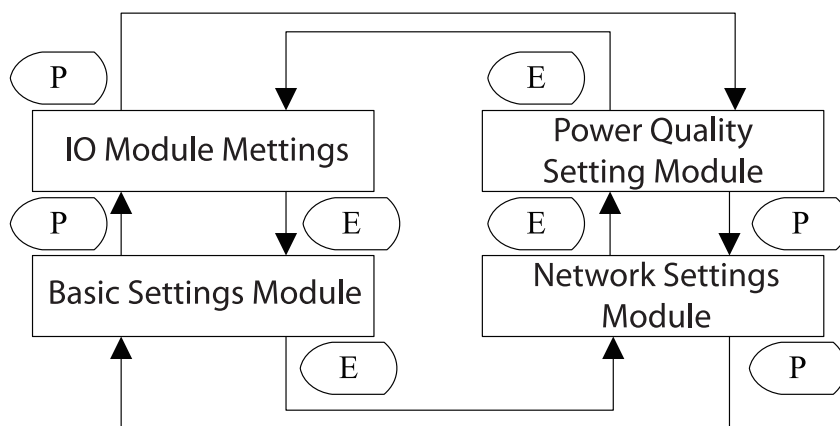 P
E
IO Module Mettings
Power Quality
Setting Module
P
E
E
P
Basic Settings Module
Network Settings
Module
E
P